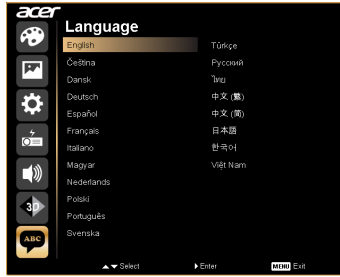 acer
Language
English
Čeština
Dansk
Deutsch
Español
Français
Italiano
Magyar
Nederlands
Polski
Português
Svenska
Türkçe
Русский
ไทย
中文 (繁)
中文 (简)
日本語
한국어
Việt Nam
3D
ABC
Select
Enter
MENU Exit